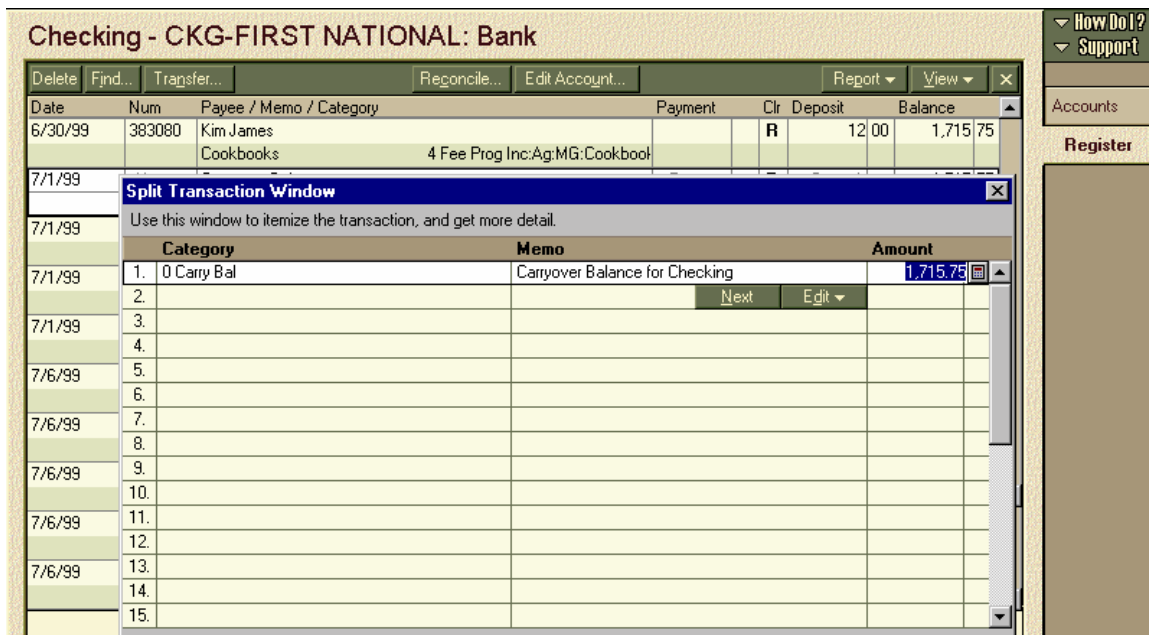 Checking - CKG-FIRST NATIONAL: Bank
How Do I?
Support
Delete Find... Transfer... Reconcile... Edit Account... Report View
Date Num Payee / Memo / Category Payment Clr Deposit Balance
Accounts
6/30/99 383080 Kim James R 12 00 1,715 75
Register
Cookbooks 4 Fee Prog Inc:Ag:MG:Cookbook
7/1/99
Split Transaction Window
Use this window to itemize the transaction, and get more detail.
7/1/99
Category Memo Amount
1. 0 Carry Bal Carryover Balance for Checking 1,715.75
7/1/99
2. Next Edit
3.
7/1/99
4.
5.
7/6/99
6.
7.
7/6/99
8.
9.
7/6/99
10.
11.
7/6/99
12.
13.
7/6/99
14.
15.